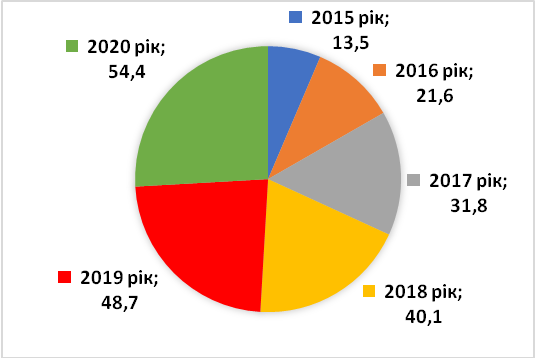 2015 рік;
13,5
2016 рік;
21,6
2017 рік;
31,8
2018 рік;
40,1
2019 рік;
48,7
2020 рік;
54,4